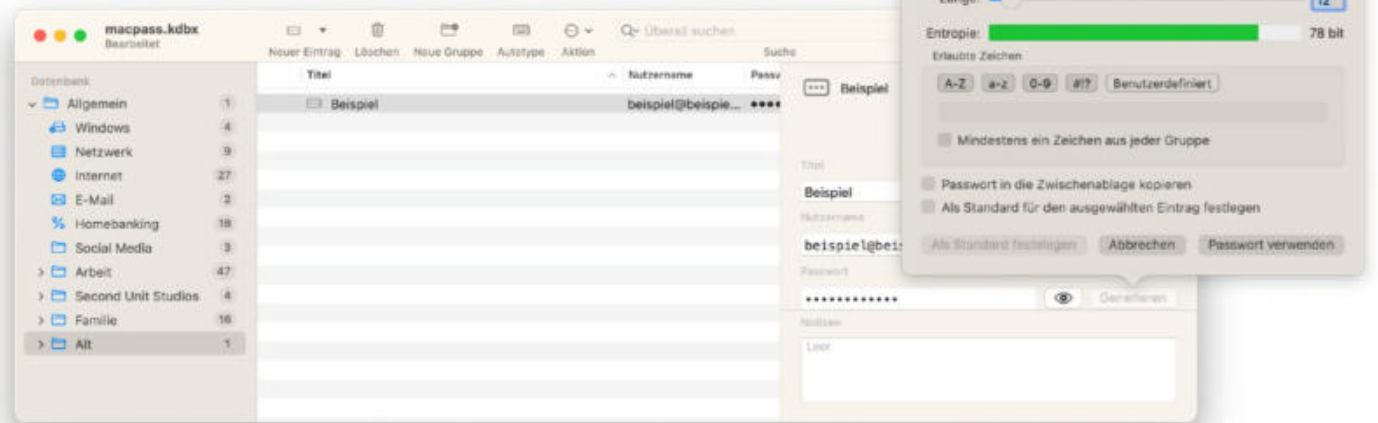 macpass.kdbx
Bearbeitet
Neuer Eintrag
Löschen
Neue Gruppe
Autotype
Aktion
Überall suchen
Suche
Datenbank
Allgemein 1
Windows 4
Netzwerk 9
Internet 27
E-Mail 2
Homebanking 18
Social Media 3
Arbeit 47
Second Unit Studios 4
Familie 16
Alt 1
Titel
Nutzername
Passw
Beispiel
beispiel@beispie...
Beispiel
Titel
Beispiel
Nutzername
beispiel@beis
Passwort
Generieren
Notizen
Leer
Länge:
12
Entropie:
78 bit
Erlaubte Zeichen
A-Z
a-z
0-9
#!?
Benutzerdefiniert
Mindestens ein Zeichen aus jeder Gruppe
Passwort in die Zwischenablage kopieren
Als Standard für den ausgewählten Eintrag festlegen
Als Standard festelegen
Abbrechen
Passwort verwenden